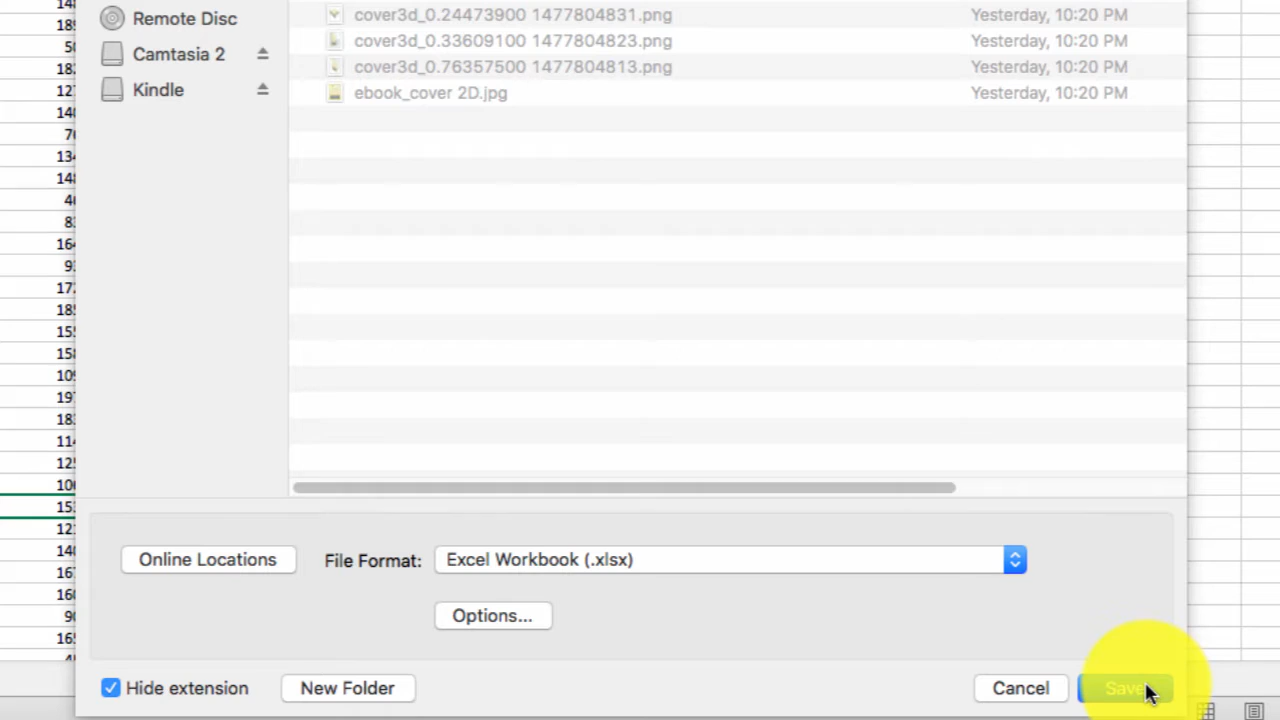 Remote Disc
Camtasia 2
Kindle
cover3d_0.24473900 1477804831.png Yesterday, 10:20 PM
cover3d_0.33609100 1477804823.png Yesterday, 10:20 PM
cover3d_0.76357500 1477804813.png Yesterday, 10:20 PM
ebook_cover 2D.jpg Yesterday, 10:20 PM
Online Locations File Format: Excel Workbook (.xlsx)
Options...
Hide extension New Folder Cancel Save